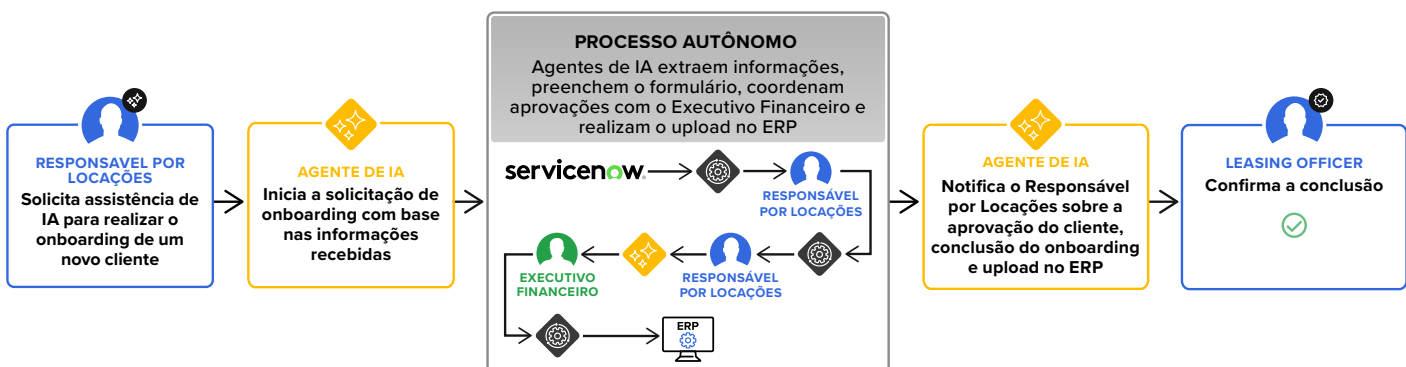 RESPONSAVEL POR
LOCAÇÕES
Solicita assistência de
IA para realizar o
onboarding de um
novo cliente
AGENTE DE IA
Inicia a solicitação de
onboarding com base
nas informações
recebidas
PROCESSO AUTÔNOMO
Agentes de IA extraem informações,
preenchem o formulário, coordenam
aprovações com o Executivo Financeiro e
realizam o upload no ERP
servicenow
RESPONSÁVEL
POR LOCAÇÕES
EXECUTIVO
FINANCEIRO
RESPONSÁVEL
POR LOCAÇÕES
ERP
AGENTE DE IA
Notifica o Responsável
por Locações sobre a
aprovação do cliente,
conclusão do onboarding
e upload no ERP
LEASING OFFICER
Confirma a conclusão